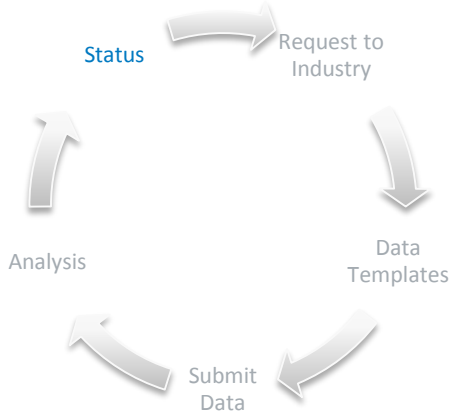 Status
Request to
Industry
Data
Templates
Submit
Data
Analysis